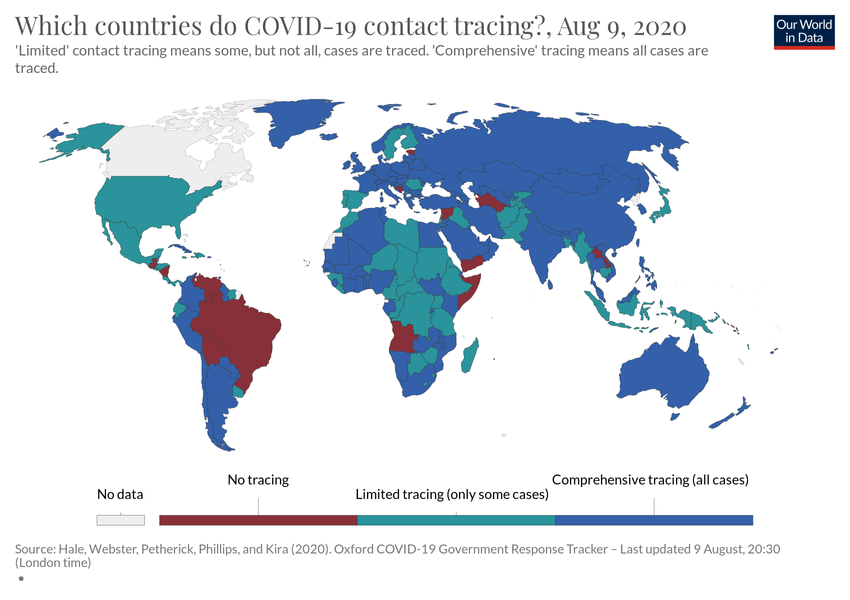 Which countries do COVID-19 contact tracing?, Aug 9, 2020
Our World
in Data
'Limited' contact tracing means some, but not all, cases are traced. 'Comprehensive' tracing means all cases are
traced.
No data
No tracing
Limited tracing (only some cases)
Comprehensive tracing (all cases)
Source: Hale, Webster, Petherick, Phillips, and Kira (2020). Oxford COVID-19 Government Response Tracker – Last updated 9 August, 20:30
(London time)